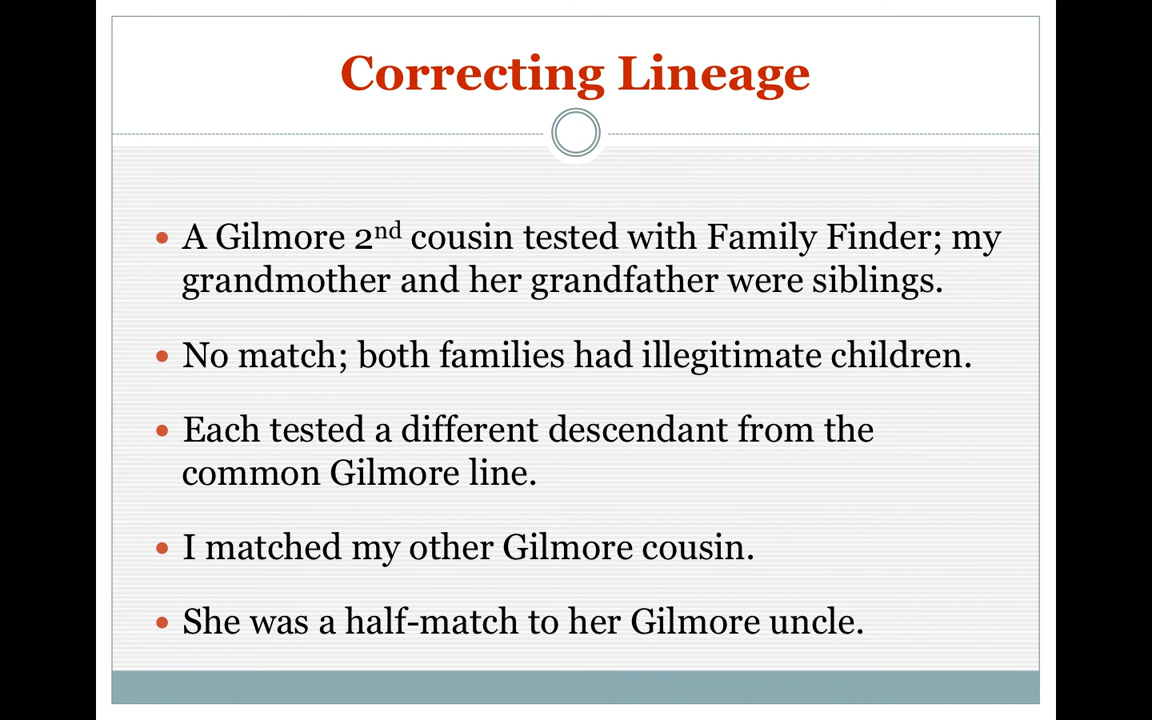 Correcting Lineage
• A Gilmore 2nd cousin tested with Family Finder; my
grandmother and her grandfather were siblings.
• No match; both families had illegitimate children.
• Each tested a different descendant from the
common Gilmore line.
• I matched my other Gilmore cousin.
• She was a half-match to her Gilmore uncle.